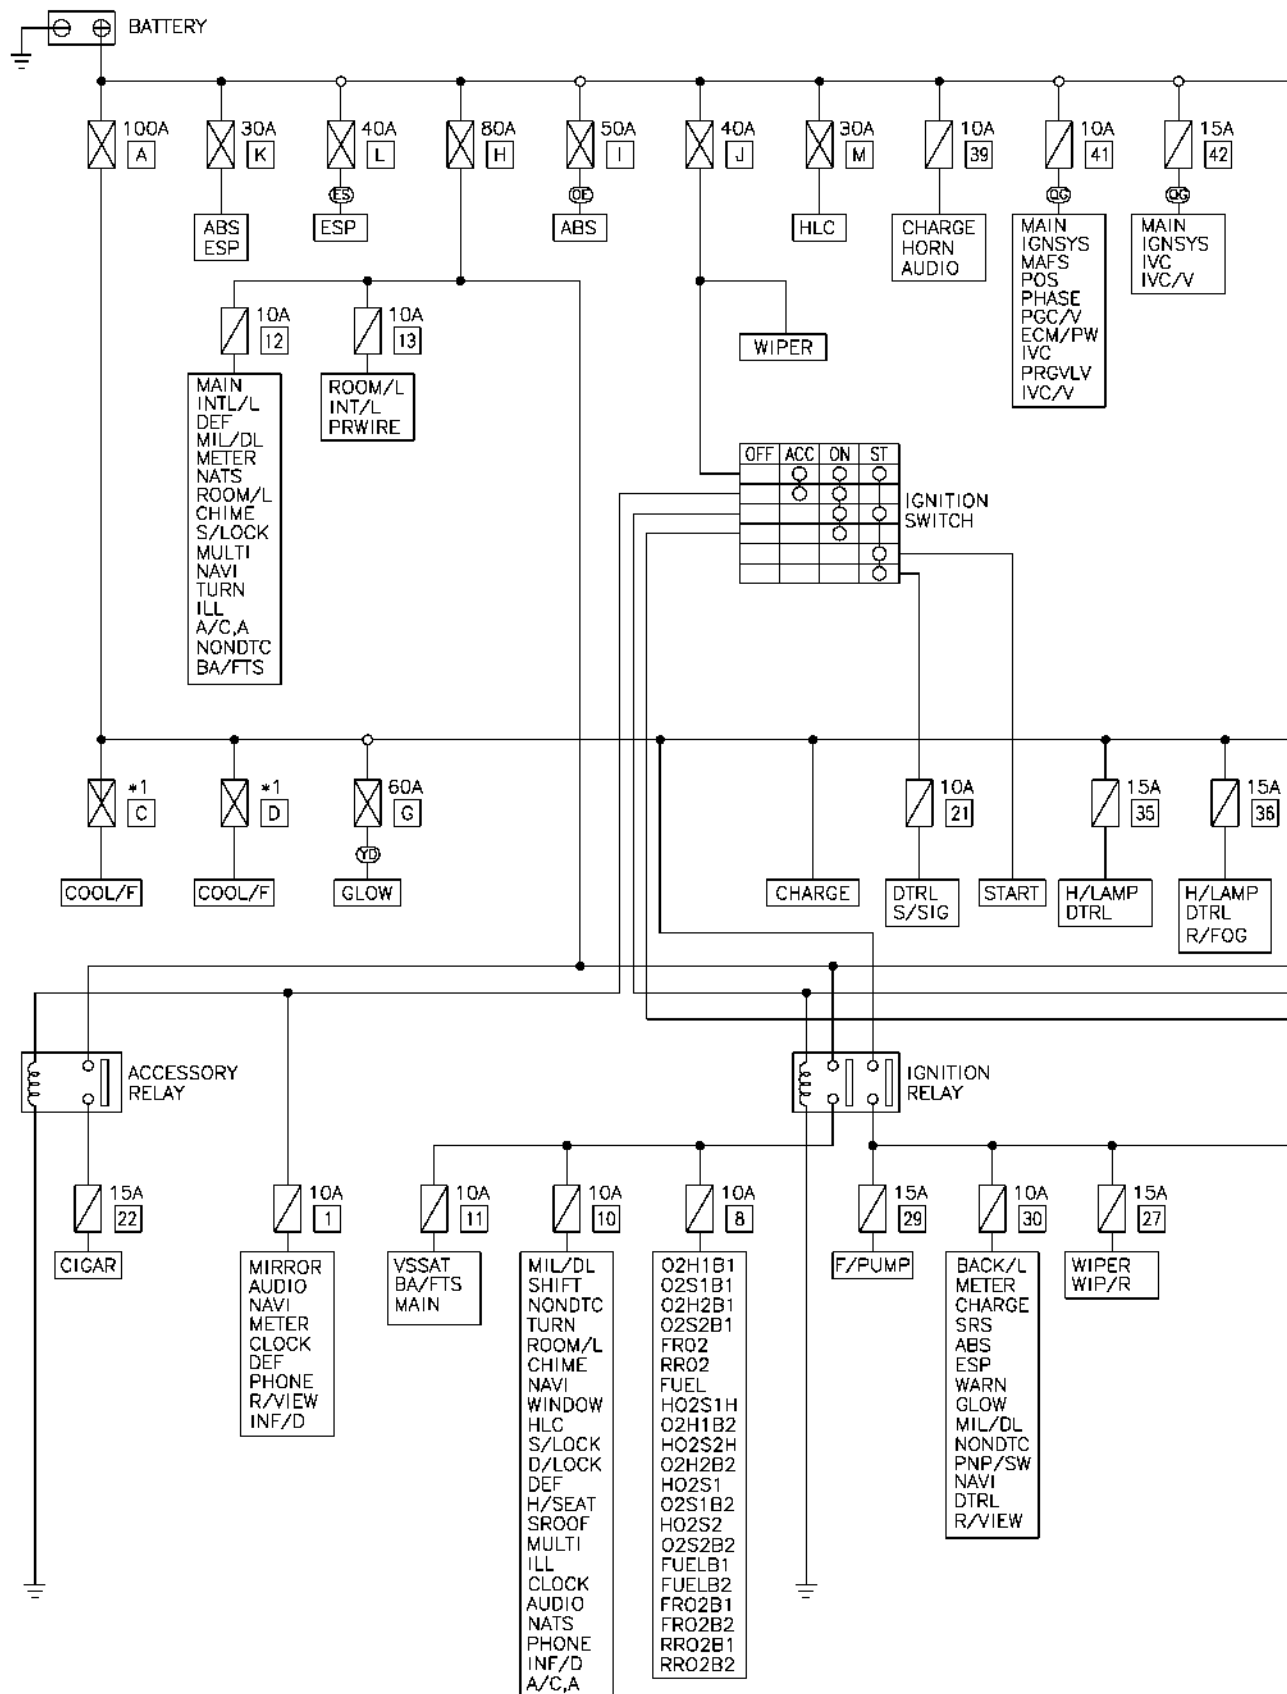 BATTERY
100A
A
30A
K
40A
L
80A
H
50A
I
40A
J
30A
M
10A
39
10A
41
15A
42
ES
OE
QG
QG
ABS
ESP
ESP
ABS
HLC
CHARGE
HORN
AUDIO
MAIN
IGNSYS
MAFS
POS
PHASE
PGC/V
ECM/PW
IVC
PRGVLV
IVC/V
MAIN
IGNSYS
IVC
IVC/V
10A
12
10A
13
WIPER
MAIN
INTL/L
DEF
MIL/DL
METER
NATS
ROOM/L
CHIME
S/LOCK
MULTI
NAVI
TURN
ILL
A/C,A
NONDTC
BA/FTS
ROOM/L
INT/L
PRWIRE
OFF ACC ON ST
IGNITION
SWITCH
*1
C
*1
D
60A
G
10A
21
15A
35
15A
36
YD
COOL/F
COOL/F
GLOW
CHARGE
DTRL
S/SIG
START
H/LAMP
DTRL
H/LAMP
DTRL
R/FOG
ACCESSORY
RELAY
IGNITION
RELAY
15A
22
10A
1
10A
11
10A
10
10A
8
15A
29
10A
30
15A
27
CIGAR
MIRROR
AUDIO
NAVI
METER
CLOCK
DEF
PHONE
R/VIEW
INF/D
VSSAT
BA/FTS
MAIN
MIL/DL
SHIFT
NONDTC
TURN
ROOM/L
CHIME
NAVI
WINDOW
HLC
S/LOCK
D/LOCK
DEF
H/SEAT
SROOF
MULTI
ILL
CLOCK
AUDIO
NATS
PHONE
INF/D
A/C,A
O2H1B1
O2S1B1
O2H2B1
O2S2B1
FRO2
RRO2
FUEL
HO2S1H
O2H1B2
HO2S2H
O2H2B2
HO2S1
O2S1B2
HO2S2
O2S2B2
FUELB1
FUELB2
FRO2B1
FRO2B2
RRO2B1
RRO2B2
F/PUMP
BACK/L
METER
CHARGE
SRS
ABS
ESP
WARN
GLOW
MIL/DL
NONDTC
PNP/SW
NAVI
DTRL
R/VIEW
WIPER
WIP/R